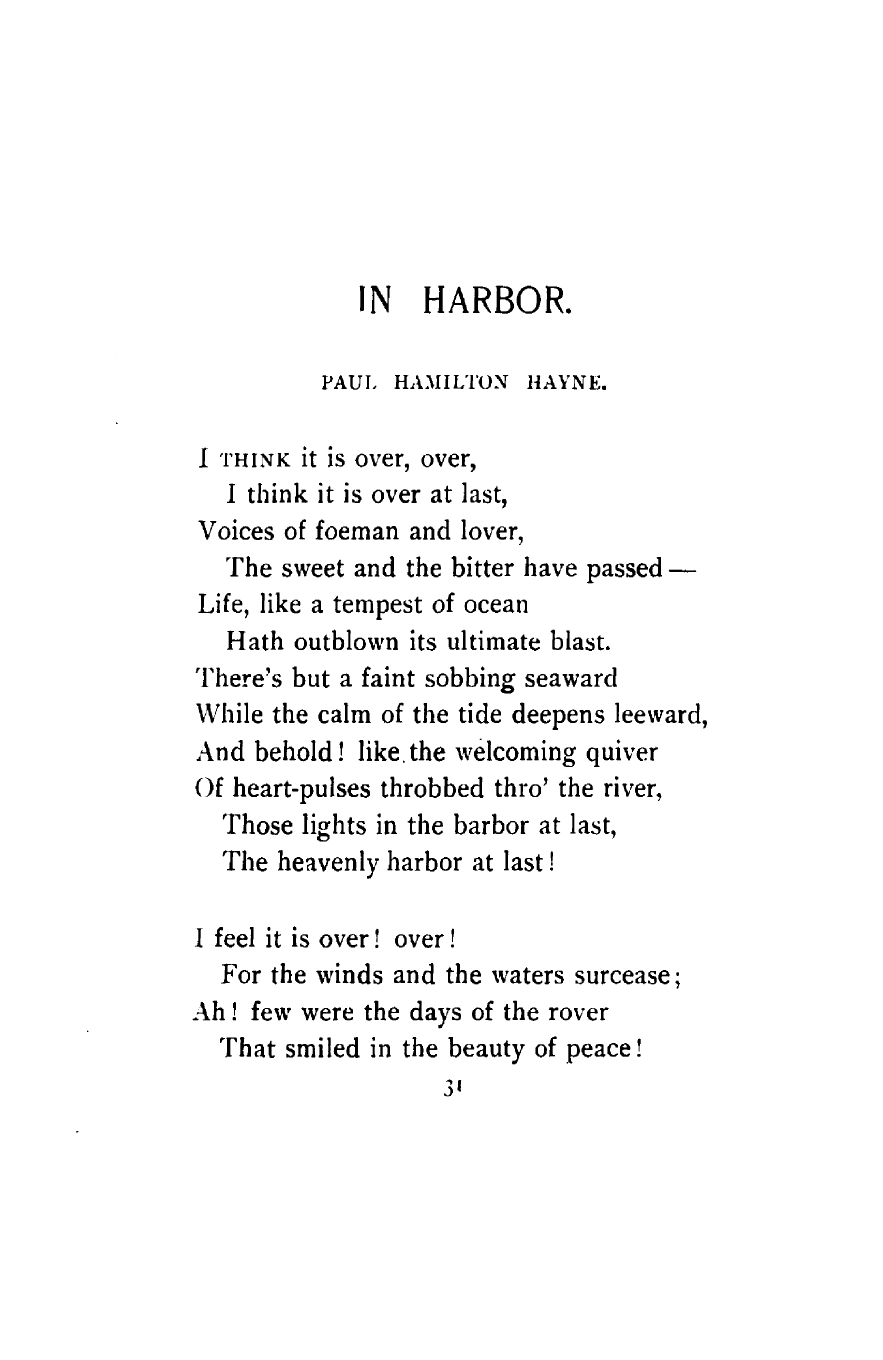 IN HARBOR.
PAUL HAMILTON HAYNE.
I THINK it is over, over,
I think it is over at last,
Voices of foeman and lover,
The sweet and the bitter have passed —
Life, like a tempest of ocean
Hath outblown its ultimate blast.
There's but a faint sobbing seaward
While the calm of the tide deepens leeward,
And behold! like the welcoming quiver
Of heart-pulses throbbed thro' the river,
Those lights in the barbor at last,
The heavenly harbor at last!
I feel it is over! over!
For the winds and the waters surcease;
Ah! few were the days of the rover
That smiled in the beauty of peace!
31